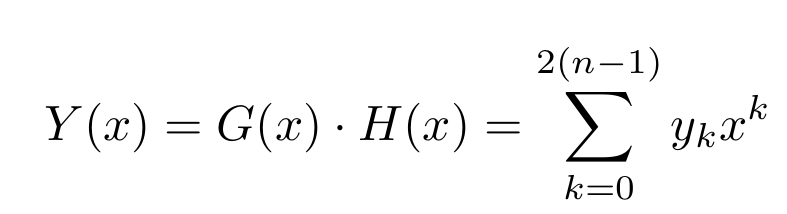 Y(x) = G(x) · H(x) = \sum_{k=0}^{2(n-1)} y_k x^k